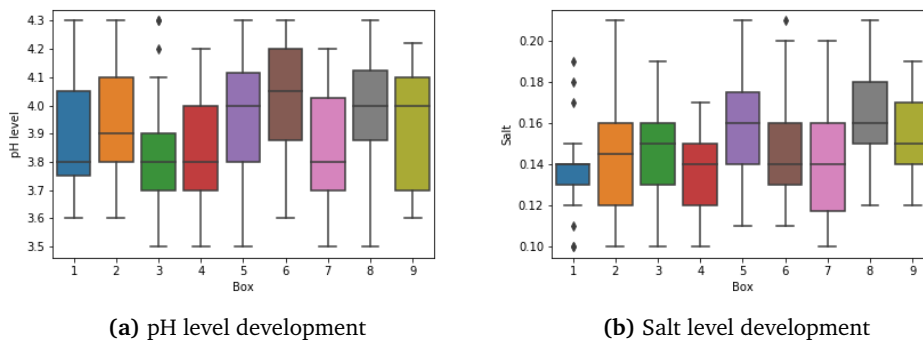 4.3
4.2
4.1
4.0
3.9
3.8
3.7
3.6
3.5
pH level
1 2 3 4 5 6 7 8 9
Box
0.20
0.18
0.16
0.14
0.12
0.10
Salt
1 2 3 4 5 6 7 8 9
Box
(a) pH level development
(b) Salt level development